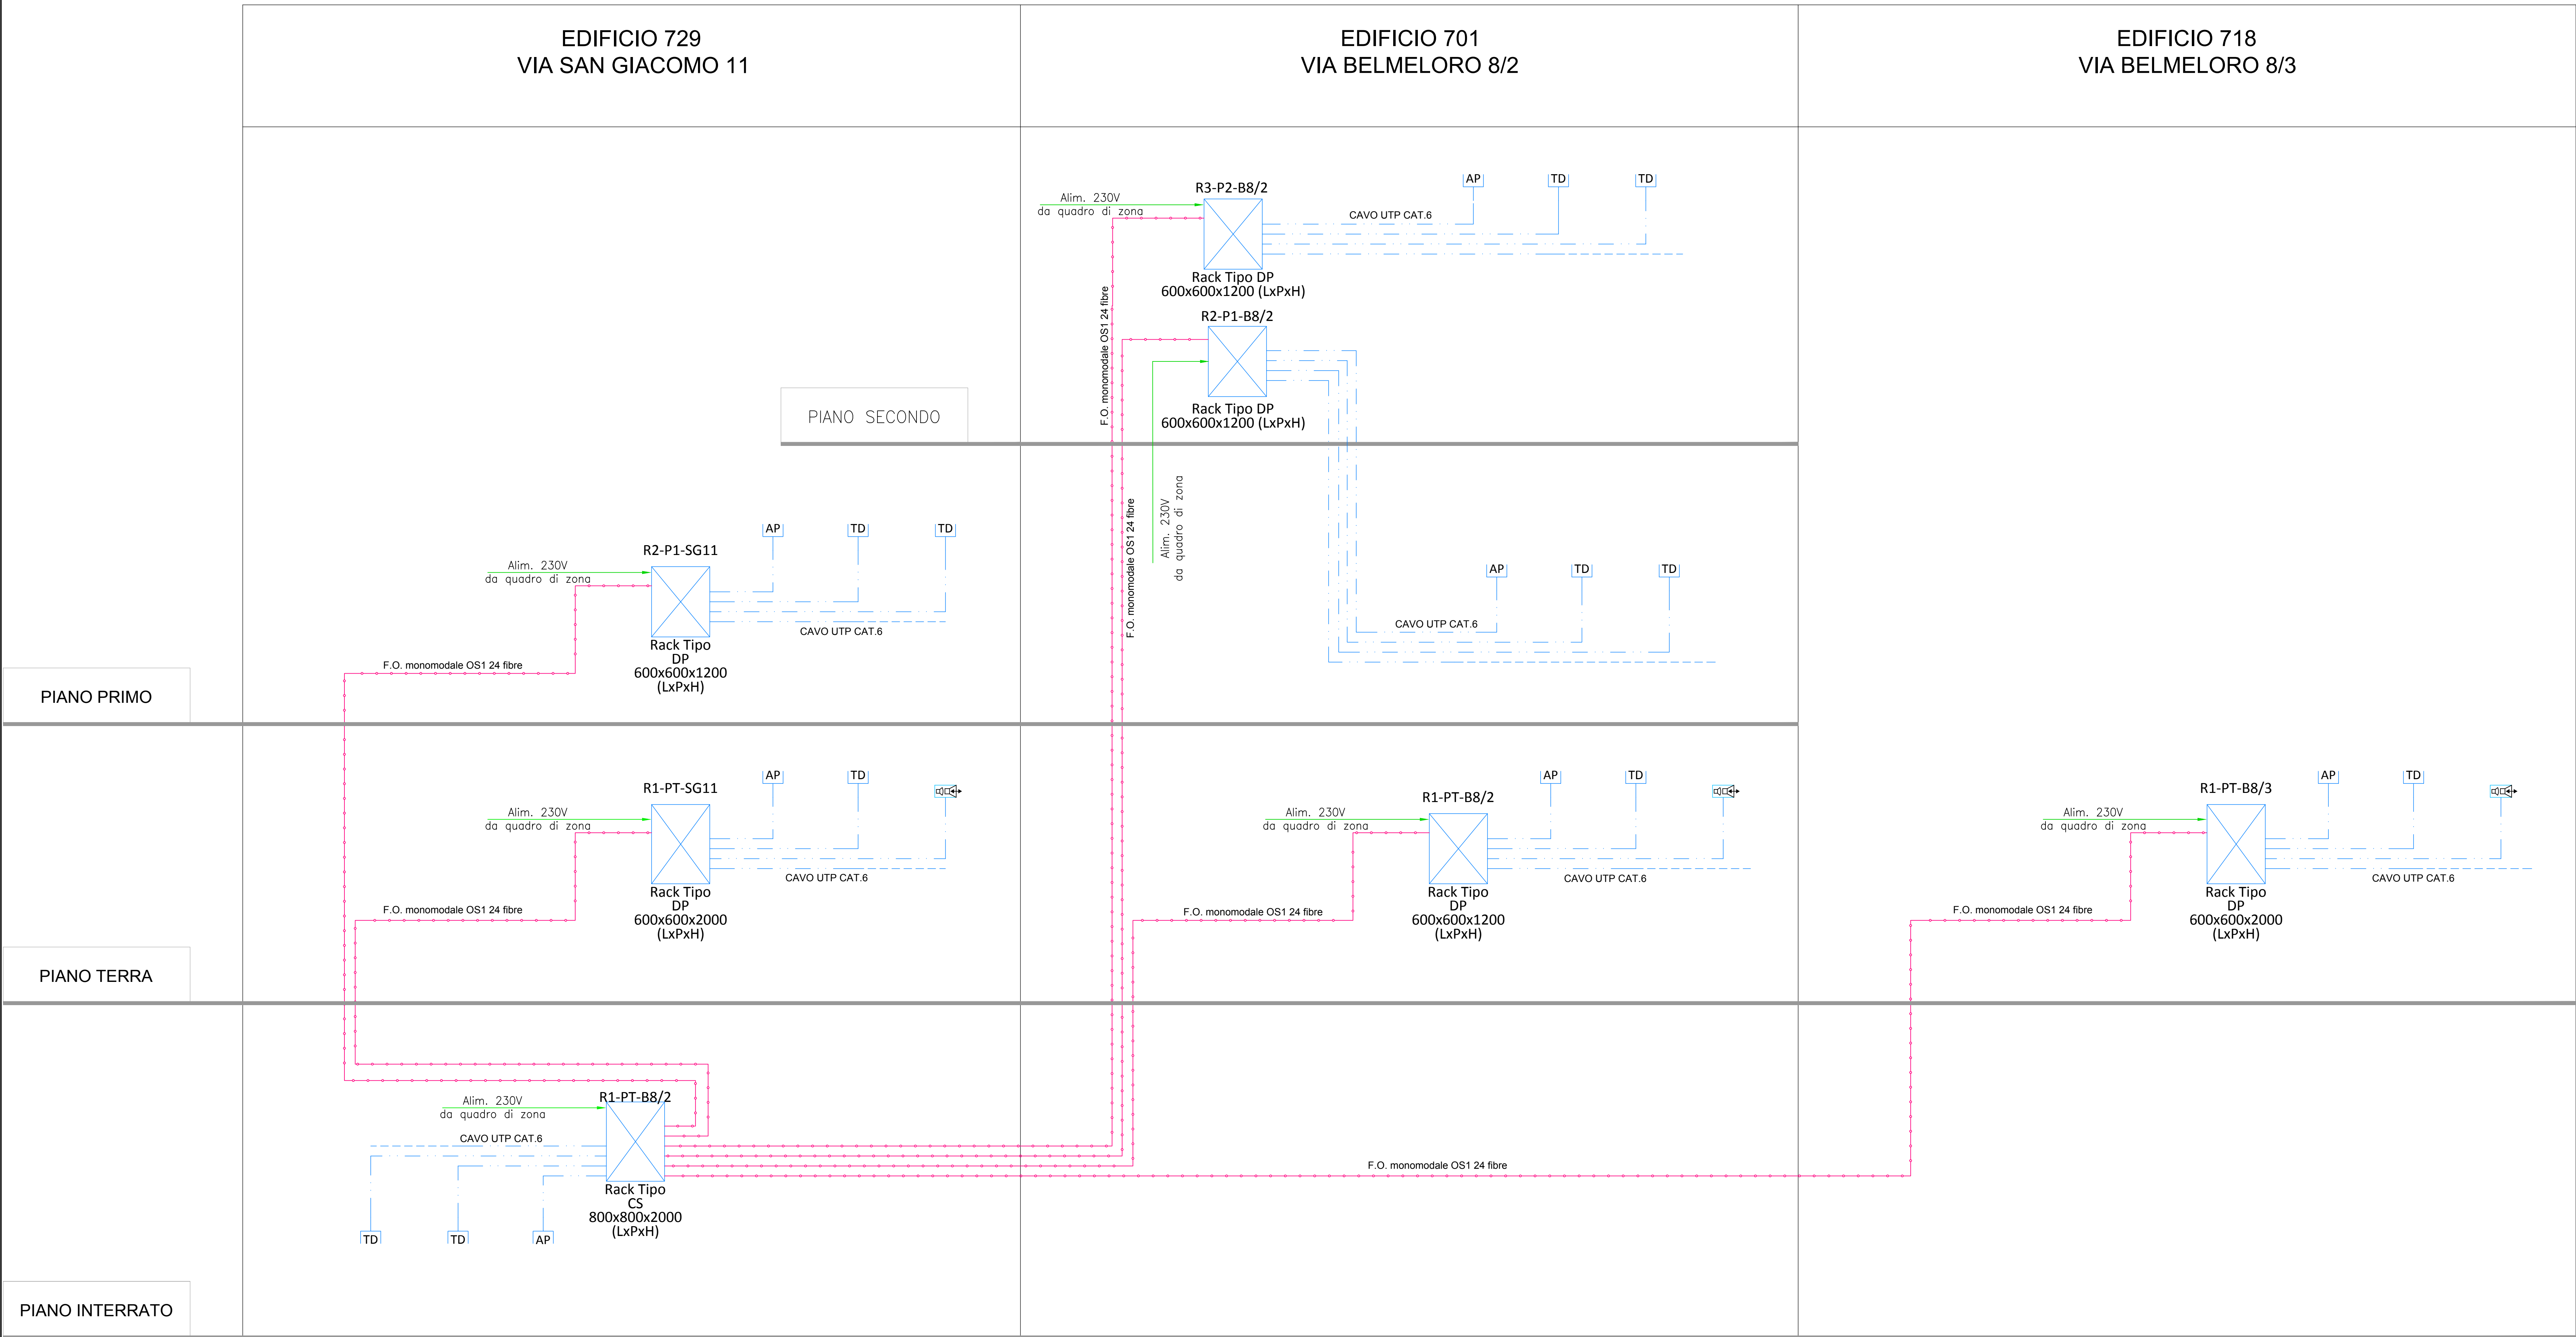 EDIFICIO 729
VIA SAN GIACOMO 11
EDIFICIO 701
VIA BELMELORO 8/2
EDIFICIO 718
VIA BELMELORO 8/3
R3-P2-B8/2
Alim. 230V
da quadro di zona
AP
TD
TD
CAVO UTP CAT.6
Rack Tipo DP
600x600x1200 (LxPxH)
F.O. monomodale OS1 24 fibre
R2-P1-B8/2
Rack Tipo DP
600x600x1200 (LxPxH)
PIANO SECONDO
F.O. monomodale OS1 24 fibre
Alim. 230V
da quadro di zona
AP
TD
TD
CAVO UTP CAT.6
R2-P1-SG11
Alim. 230V
da quadro di zona
AP
TD
TD
CAVO UTP CAT.6
Rack Tipo
DP
600x600x1200
(LxPxH)
F.O. monomodale OS1 24 fibre
PIANO PRIMO
R1-PT-SG11
Alim. 230V
da quadro di zona
AP
TD
CAVO UTP CAT.6
Rack Tipo
DP
600x600x2000
(LxPxH)
F.O. monomodale OS1 24 fibre
R1-PT-B8/2
Alim. 230V
da quadro di zona
AP
TD
CAVO UTP CAT.6
Rack Tipo
DP
600x600x1200
(LxPxH)
F.O. monomodale OS1 24 fibre
R1-PT-B8/3
Alim. 230V
da quadro di zona
AP
TD
CAVO UTP CAT.6
Rack Tipo
DP
600x600x2000
(LxPxH)
F.O. monomodale OS1 24 fibre
PIANO TERRA
R1-PT-B8/2
Alim. 230V
da quadro di zona
CAVO UTP CAT.6
Rack Tipo
CS
800x800x2000
(LxPxH)
TD
TD
AP
F.O. monomodale OS1 24 fibre
PIANO INTERRATO